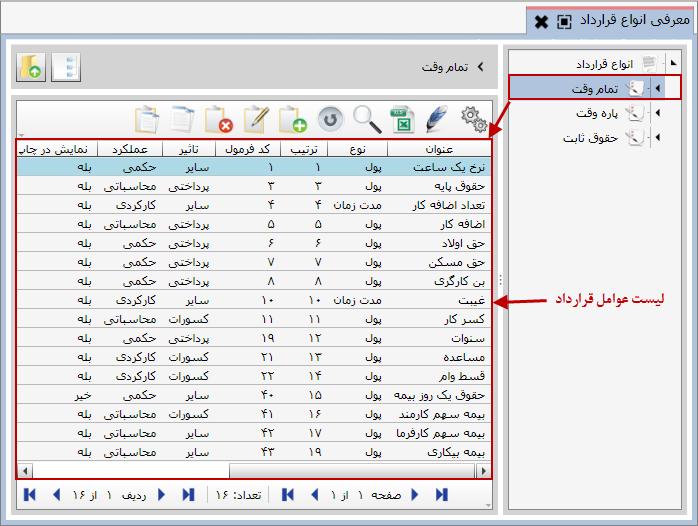 معرفی انواع قرارداد
انواع قرارداد
تمام وقت
پاره وقت
حقوق ثابت
تمام وقت
عنوان نوع ترتیب کد فرمول تاثیر عملکرد نمایش در چاپ
نرخ یک ساعت پول ۱ ۱ سایر حکمی بله
حقوق پایه پول ۳ ۳ پرداختی محاسباتی بله
تعداد اضافه کار مدت زمان ۴ ۴ سایر کارکردی بله
اضافه کار پول ۵ ۵ پرداختی محاسباتی بله
حق اولاد پول ۶ ۶ پرداختی حکمی بله
حق مسکن پول ۷ ۷ پرداختی حکمی بله
بن کارگری پول ۸ ۸ پرداختی حکمی بله
غیبت مدت زمان ۱۰ ۱۰ سایر کارکردی بله
کسر کار پول ۱۱ ۱۱ کسورات محاسباتی بله
سنوات پول ۱۲ ۱۹ پرداختی حکمی بله
مساعده پول ۱۳ ۲۱ کسورات کارکردی بله
قسط وام پول ۱۴ ۲۲ کسورات کارکردی بله
حقوق یک روز بیمه پول ۱۵ ۴۰ سایر حکمی خیر
بیمه سهم کارمند پول ۱۶ ۴۱ کسورات محاسباتی بله
بیمه سهم کارفرما پول ۱۷ ۴۲ سایر محاسباتی بله
بیمه بیکاری پول ۱۹ ۴۳ سایر محاسباتی بله
لیست عوامل قرارداد
صفحه ۱ از ۱ تعداد: ۱۶ ردیف ۱ از ۱۶